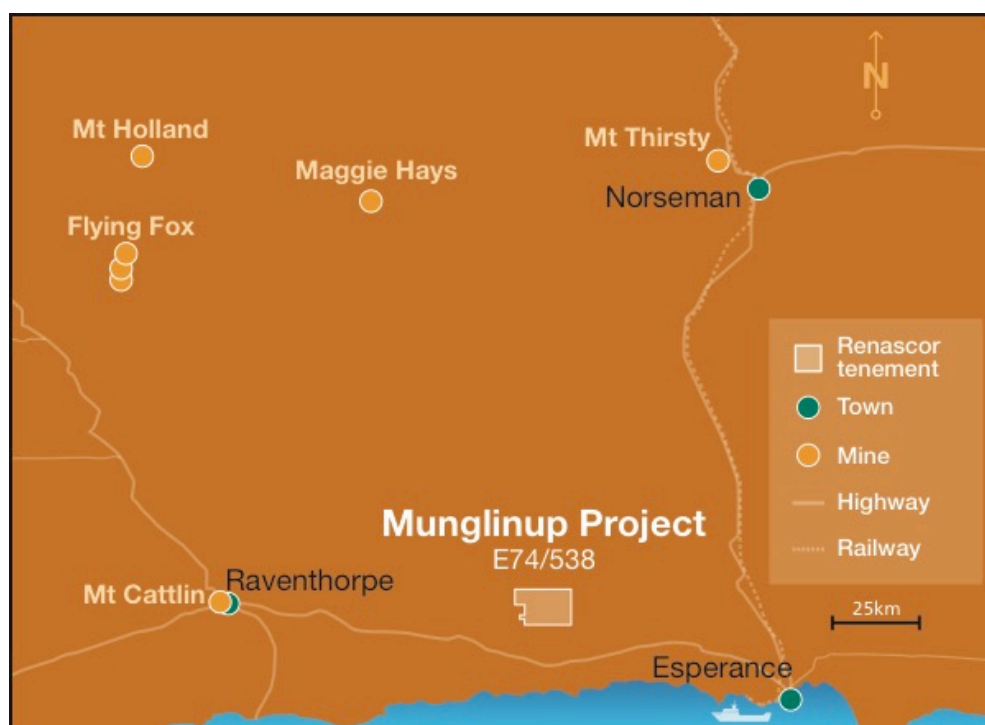 N
Mt Holland
Mt Thirsty
Maggie Hays
Norseman
Flying Fox
Renascor
tenement
Town
Mine
Highway
Railway
Munglinup Project
E74/538
Raventhorpe
Mt Cattlin
25km
Esperance